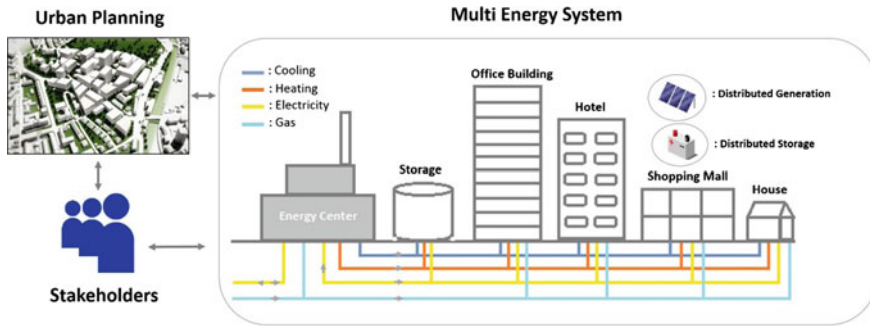 Urban Planning
Multi Energy System
: Cooling
: Heating
: Electricity
: Gas
Office Building
Hotel
: Distributed Generation
: Distributed Storage
Storage
Shopping Mall
House
Energy Center
Stakeholders